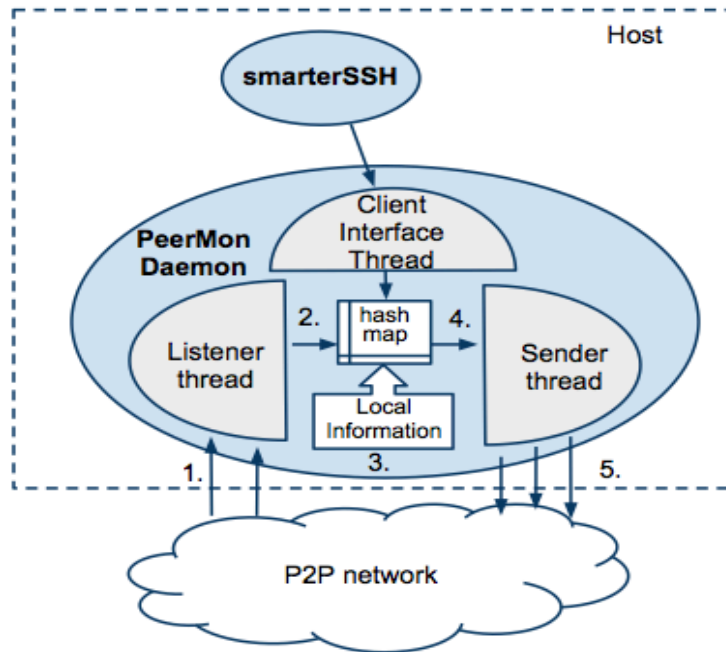 Host
smarterSSH
Client
Interface
Thread
PeerMon
Daemon
2.
hash
map
4.
Listener
thread
Sender
thread
Local
Information
3.
1.
5.
P2P network